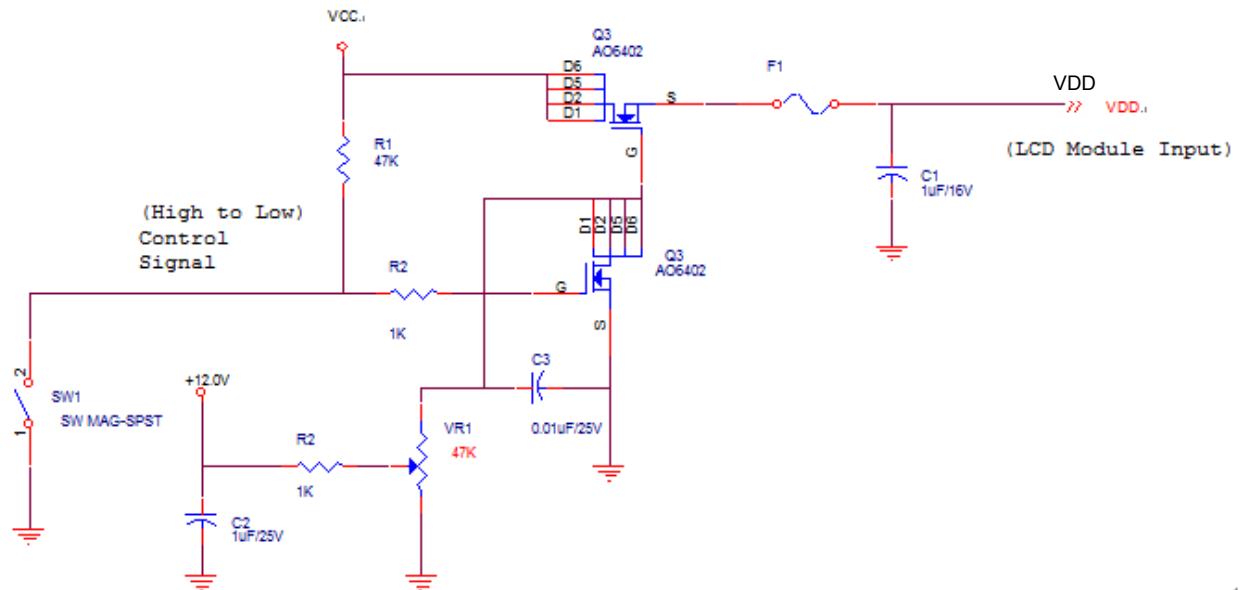 VCC.
Q3
AO6402
D6
D5
D2
D1
S
G
F1
VDD
VDD.
(LCD Module Input)
R1
47K
C1
1uF/16V
(High to Low)
Control
Signal
D1
D2
D5
D6
Q3
AO6402
R2
G
1K
S
2
1
SW1
SW MAG-SPST
+12.0V
C3
0.01uF/25V
R2
1K
VR1
47K
C2
1uF/25V